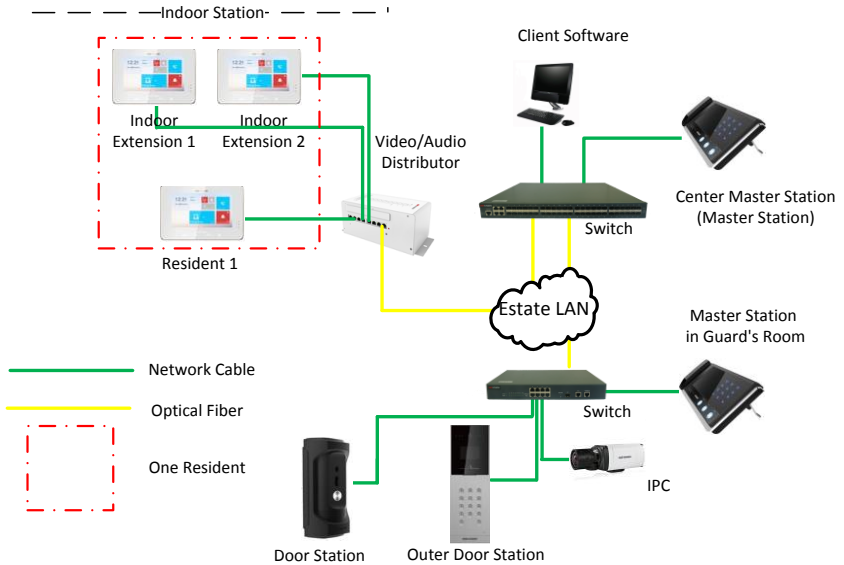 Indoor Station
Client Software
Indoor
Extension 1
Indoor
Extension 2
Video/Audio
Distributor
Center Master Station
(Master Station)
Switch
Resident 1
Estate LAN
Master Station
in Guard's Room
Network Cable
Optical Fiber
Switch
One Resident
IPC
Door Station
Outer Door Station